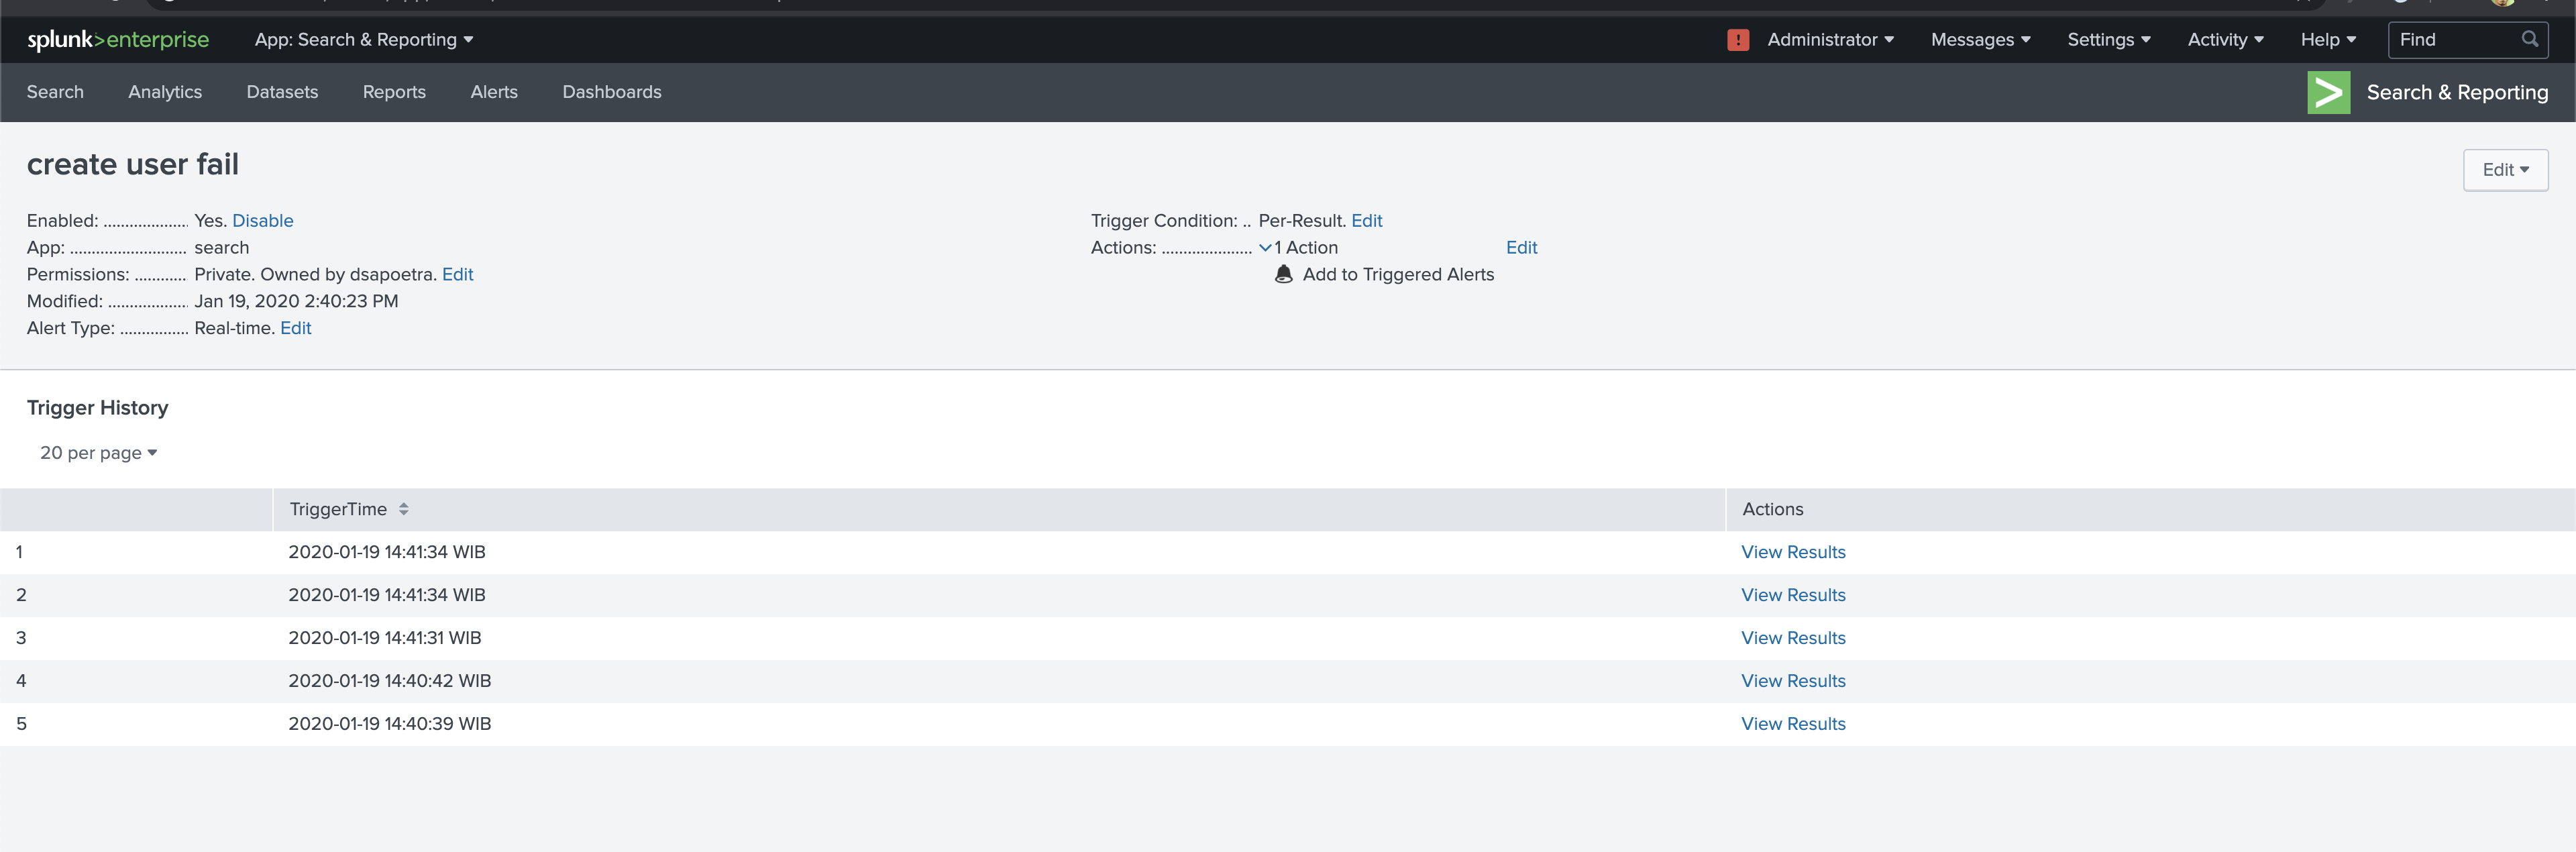 splunk>enterprise App: Search & Reporting ! Administrator Messages Settings Activity Help Find
Search Analytics Datasets Reports Alerts Dashboards Search & Reporting
create user fail
Edit
Enabled: ................... Yes. Disable
App: .......................... search
Permissions: ............ Private. Owned by dsapoetra. Edit
Modified: .................. Jan 19, 2020 2:40:23 PM
Alert Type: ............... Real-time. Edit
Trigger Condition: .. Per-Result. Edit
Actions: .................... 1 Action Edit
Add to Triggered Alerts
Trigger History
20 per page
TriggerTime Actions
1 2020-01-19 14:41:34 WIB View Results
2 2020-01-19 14:41:34 WIB View Results
3 2020-01-19 14:41:31 WIB View Results
4 2020-01-19 14:40:42 WIB View Results
5 2020-01-19 14:40:39 WIB View Results